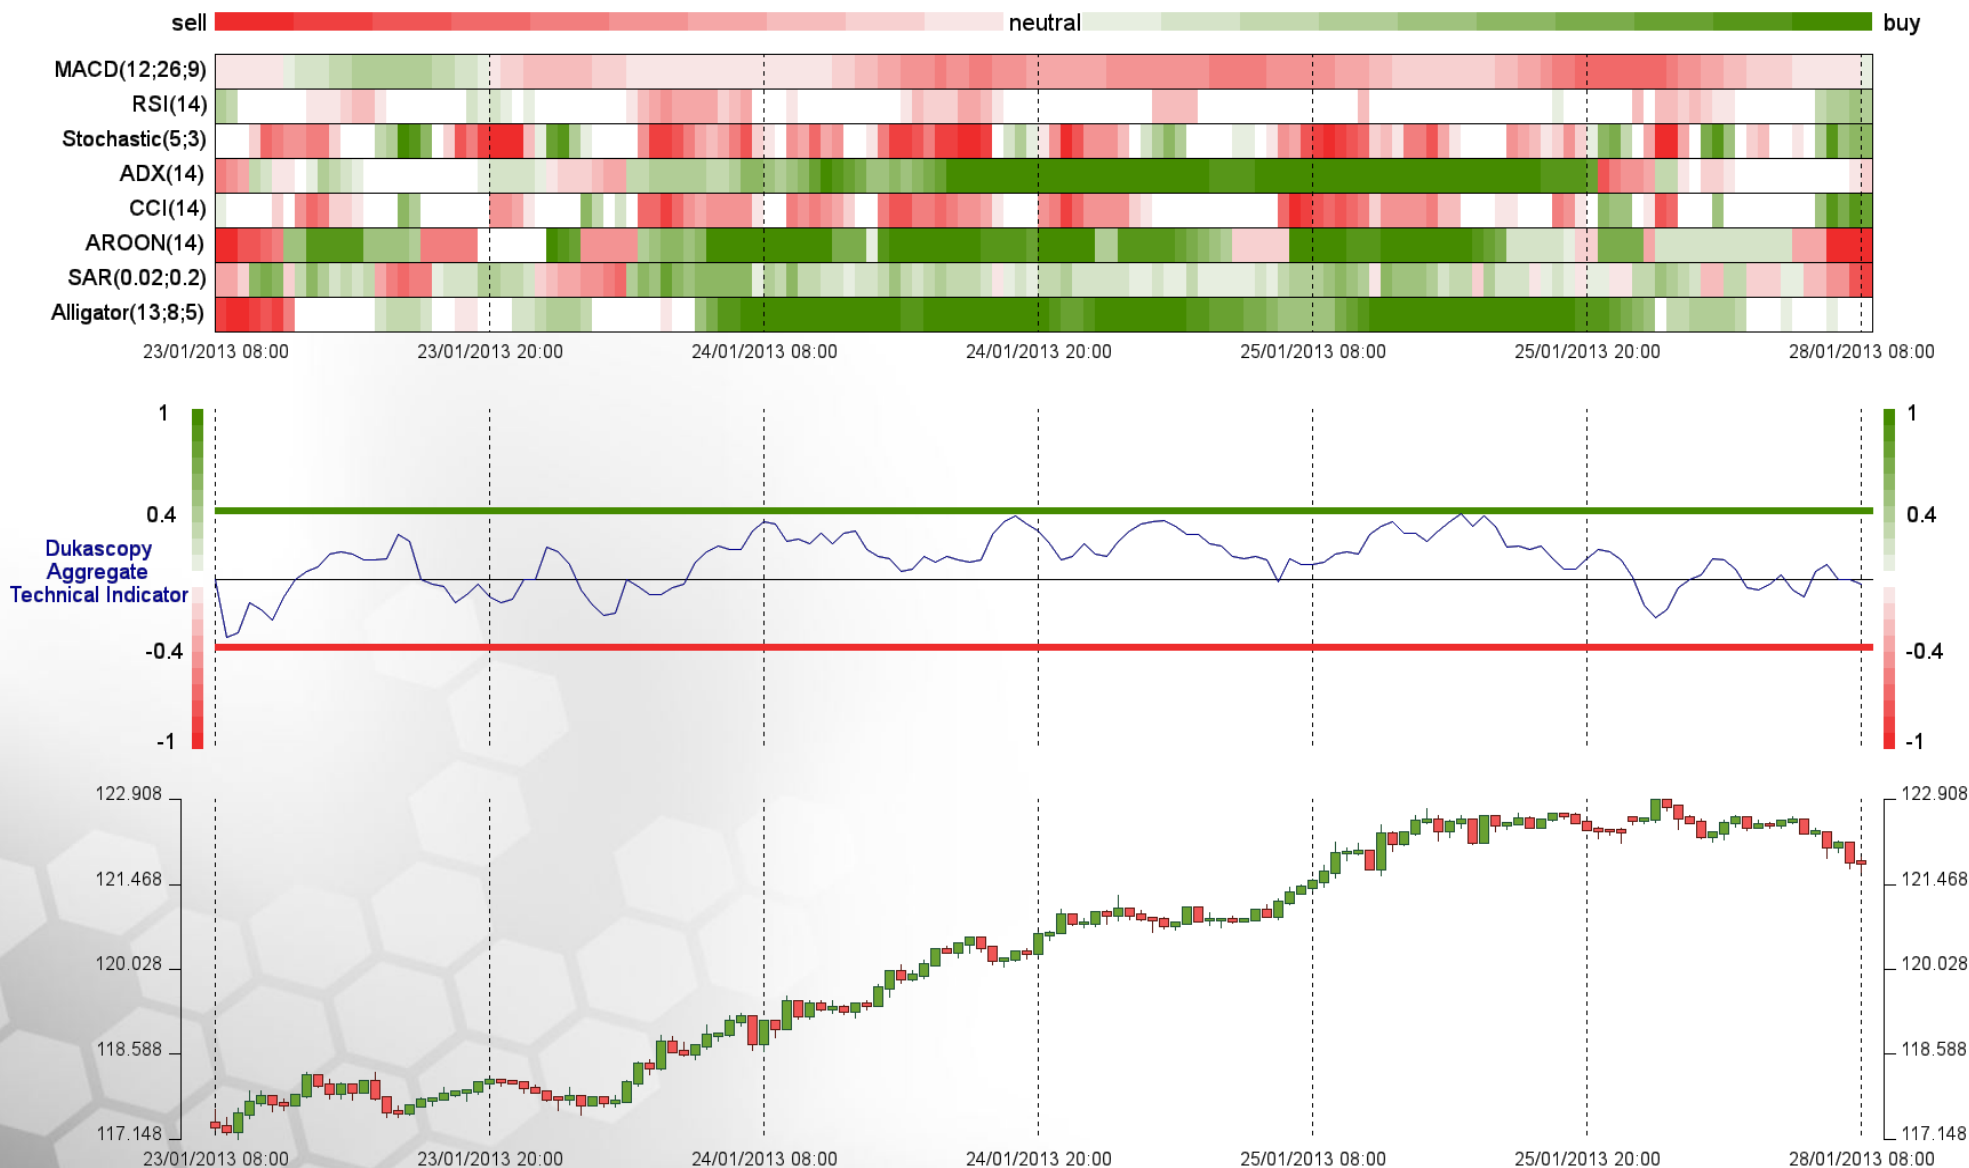 sell neutral buy
MACD(12;26;9)
RSI(14)
Stochastic(5;3)
ADX(14)
CCI(14)
AROON(14)
SAR(0.02;0.2)
Alligator(13;8;5)
23/01/2013 08:00 23/01/2013 20:00 24/01/2013 08:00 24/01/2013 20:00 25/01/2013 08:00 25/01/2013 20:00 28/01/2013 08:00
1 1
0.4 0.4
Dukascopy
Aggregate
Technical Indicator
-0.4 -0.4
-1 -1
122.908 122.908
121.468 121.468
120.028 120.028
118.588 118.588
117.148 117.148
23/01/2013 08:00 23/01/2013 20:00 24/01/2013 08:00 24/01/2013 20:00 25/01/2013 08:00 25/01/2013 20:00 28/01/2013 08:00